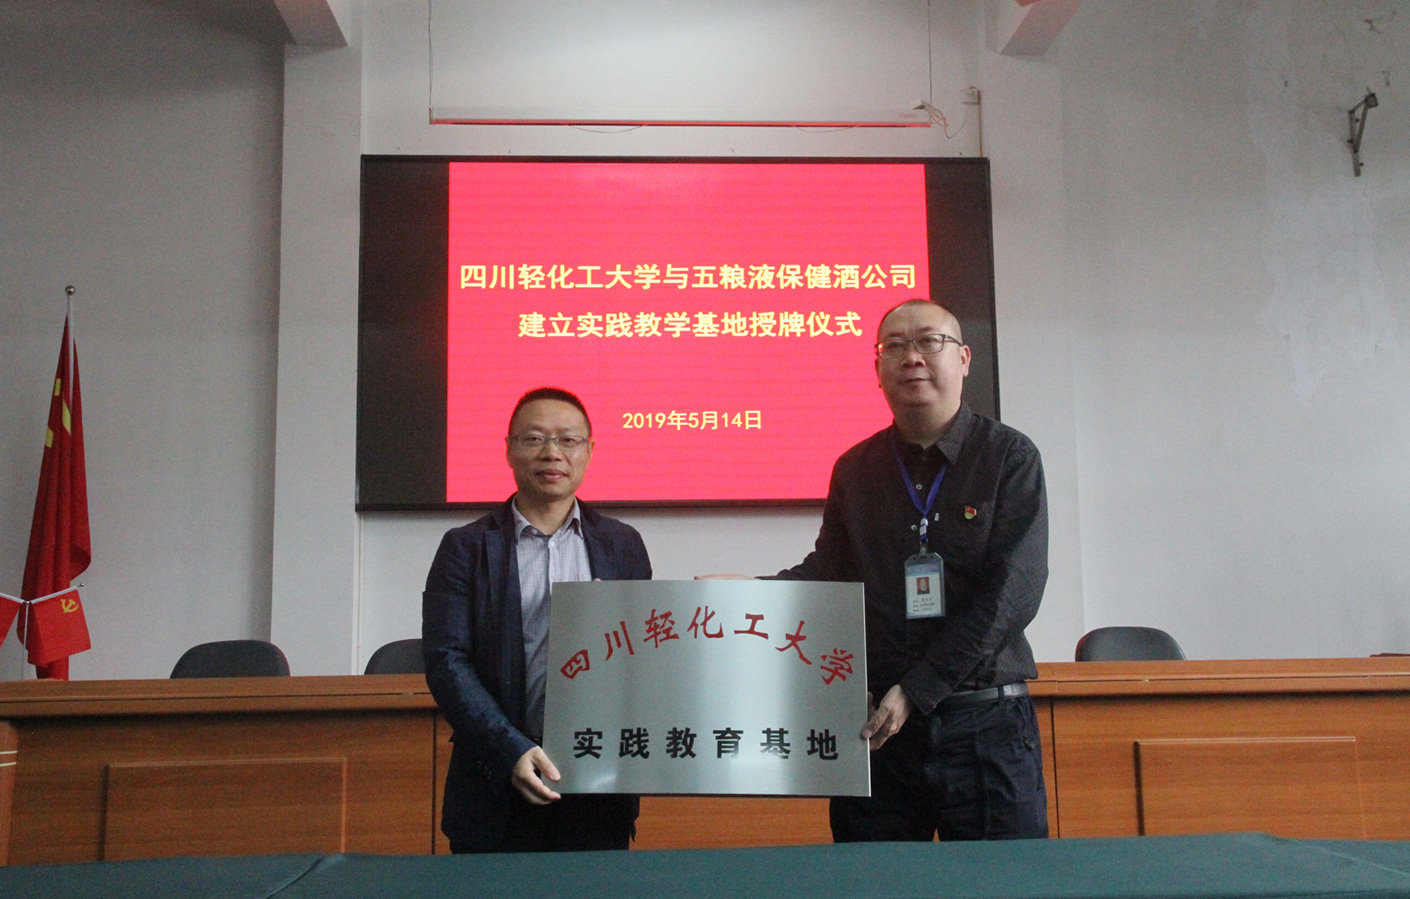 四川轻化工大学与五粮液保健酒公司
建立实践教学基地授牌仪式
2019年5月14日
四川轻化工大学
实践教育基地